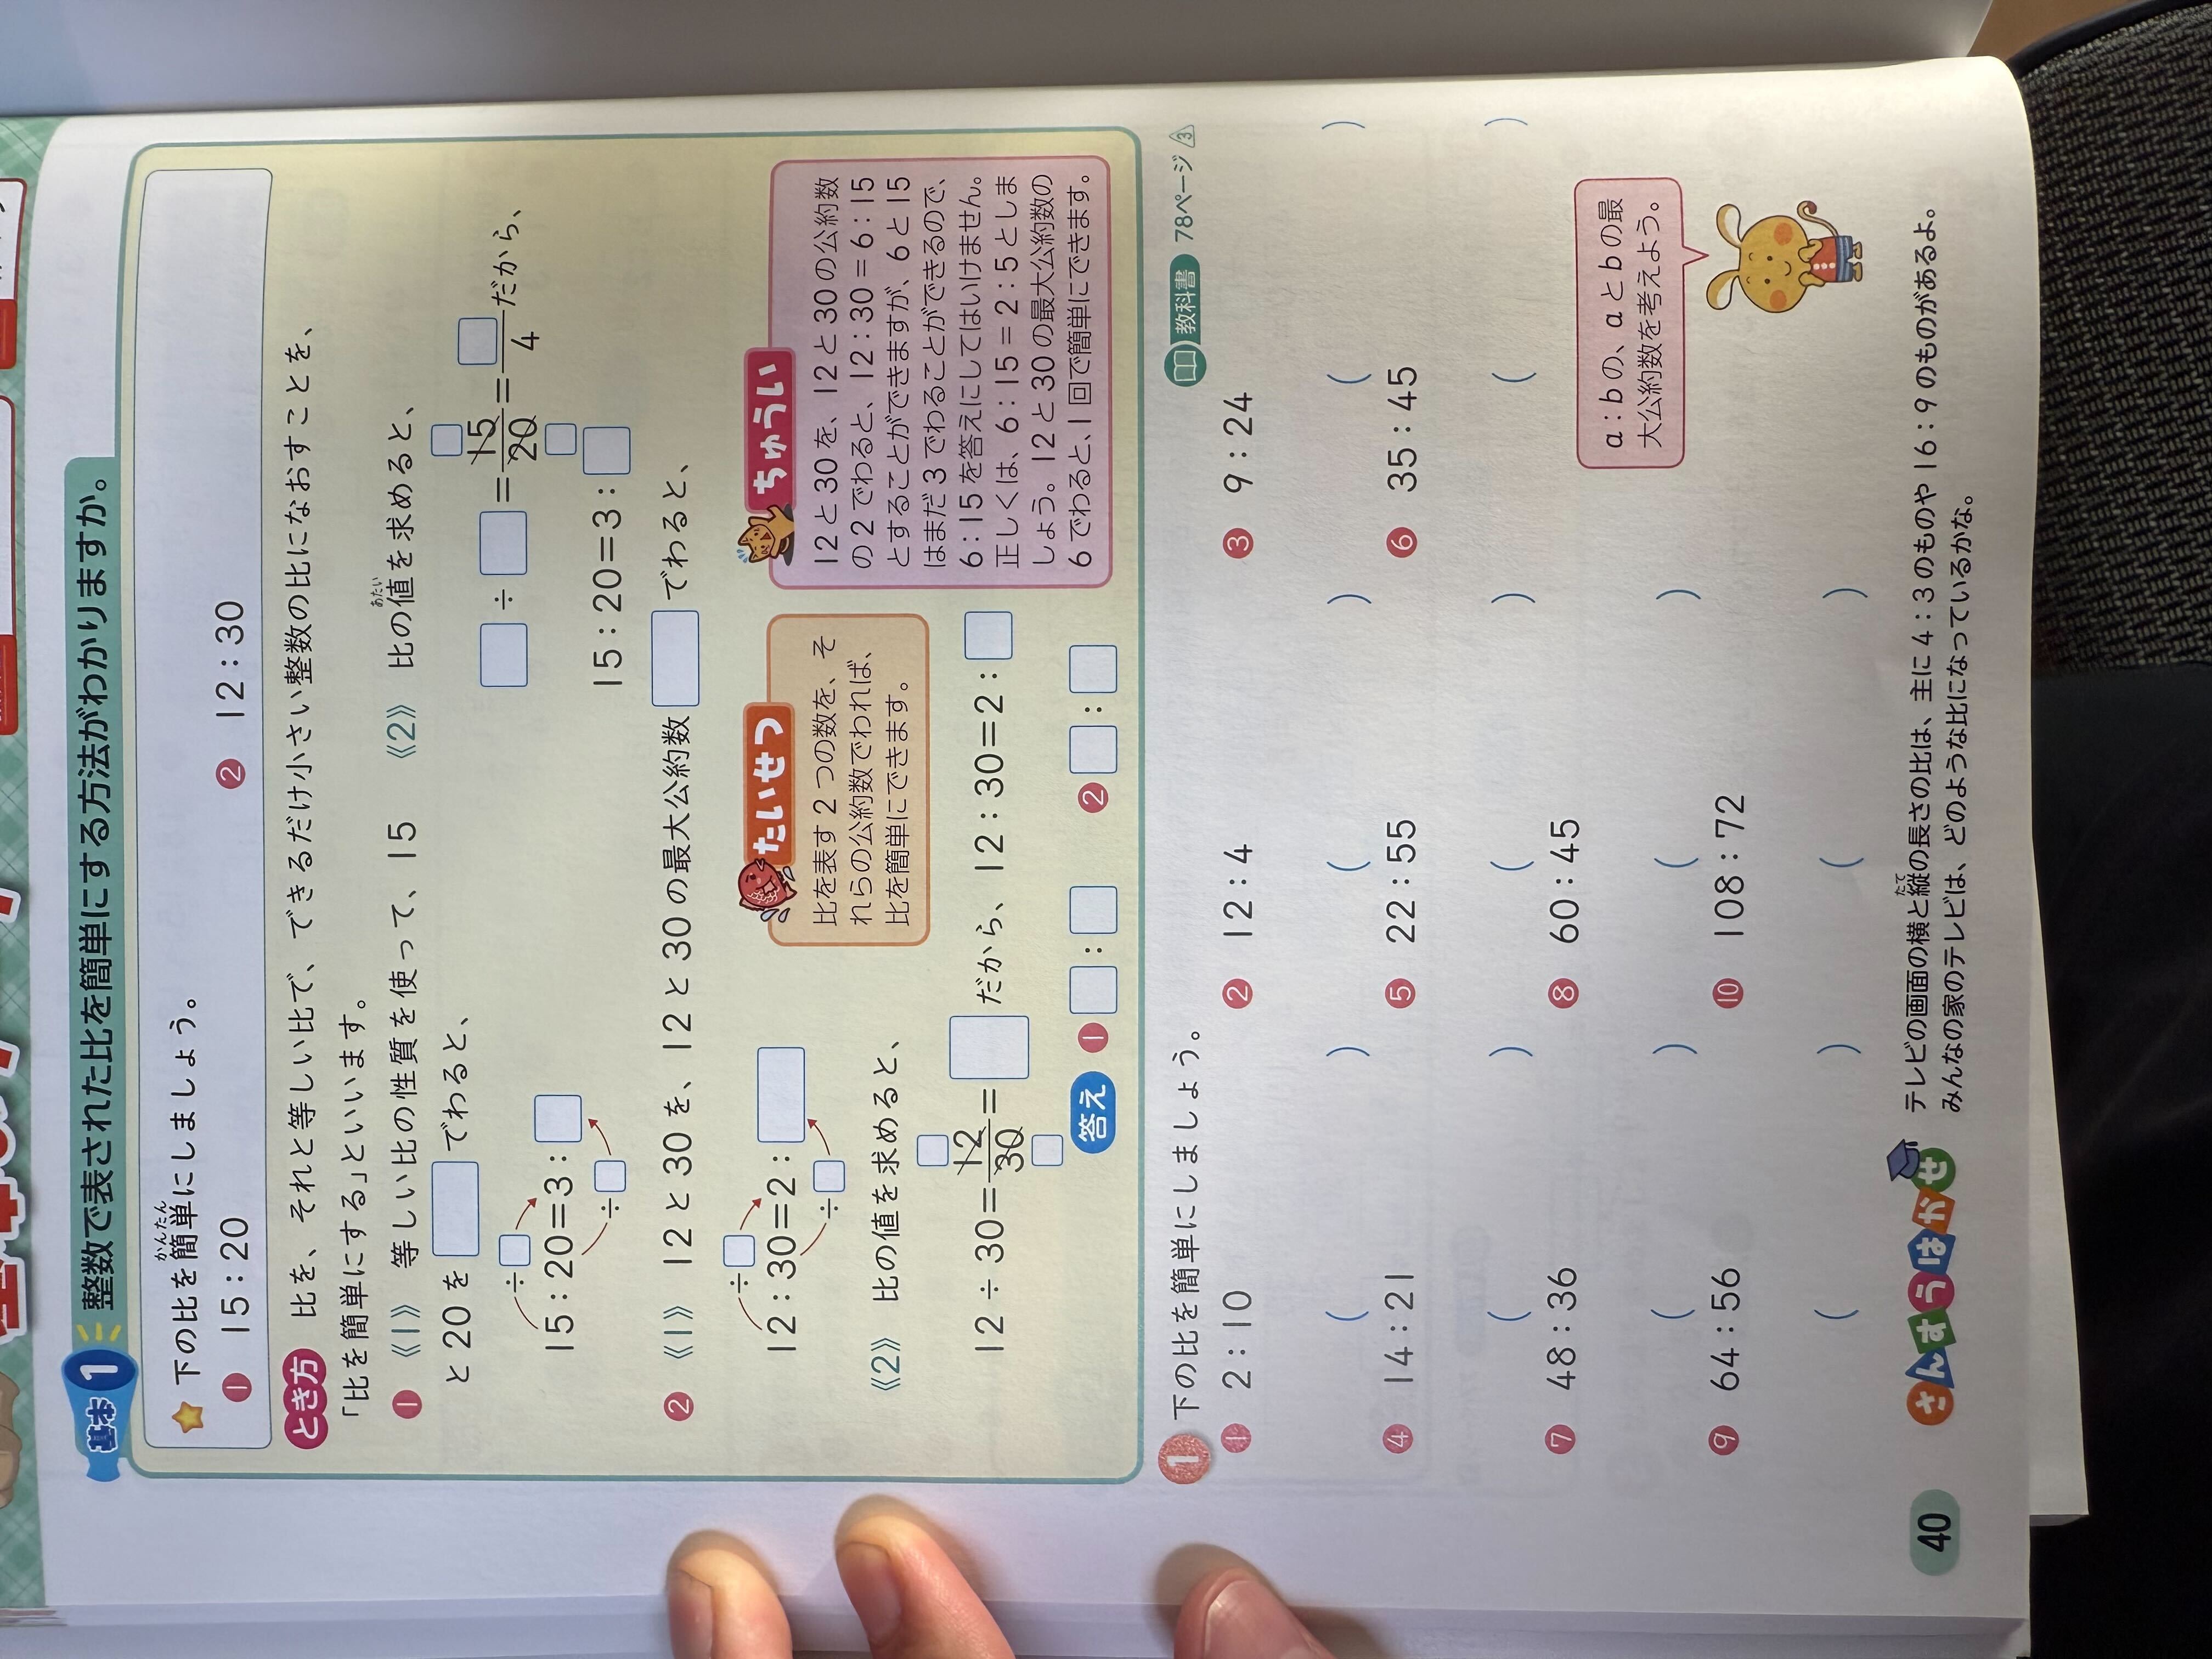 基本1 整数で表された比を簡単にする方法がわかりますか。
かんたん
下の比を簡単にしましょう。
❶ 15:20 ❷ 12:30
とき方 比を、それと等しい比で、できるだけ小さい整数の比になおすことを、
「比を簡単にする」といいます。
❶ 《1》 等しい比の性質を使って、15
と20を□でわると、
÷□
15:20=3:□
÷□
あたい
《2》 比の値を求めると、
□÷□=15/20=□/4だから、
□
□
15:20=3:□
❷ 《1》 12と30を、12と30の最大公約数□でわると、
÷□
12:30=2:□
÷□
たいせつ
比を表す2つの数を、そ
れらの公約数でわれば、
比を簡単にできます。
ちゅうい
12と30を、12と30の公約数
の2でわると、12:30=6:15
とすることができますが、6と15
はまだ3でわることができるので、
6:15を答えにしてはいけません。
正しくは、6:15=2:5としま
しょう。12と30の最大公約数の
6でわると、1回で簡単にできます。
《2》 比の値を求めると、
□
12÷30=12/30=□だから、12:30=2:□
□
答え ❶ □:□ ❷ □:□
1 下の比を簡単にしましょう。
教科書 78ページ 3
❶ 2:10 ❷ 12:4 ❸ 9:24
( ) ( ) ( )
❹ 14:21 ❺ 22:55 ❻ 35:45
( ) ( ) ( )
❼ 48:36 ❽ 60:45
( ) ( )
❾ 64:56 ❿ 108:72
( ) ( )
a:bの、aとbの最
大公約数を考えよう。
さんすうはかせ
たて
テレビの画面の横と縦の長さの比は、主に4:3のものや16:9のものがあるよ。
みんなの家のテレビは、どのような比になっているかな。
40